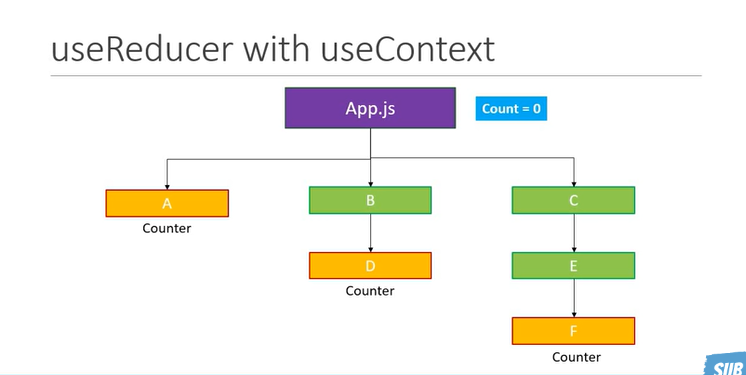 useReducer with useContext
App.js
Count = 0
A
B
C
Counter
D
E
Counter
F
Counter
SUB